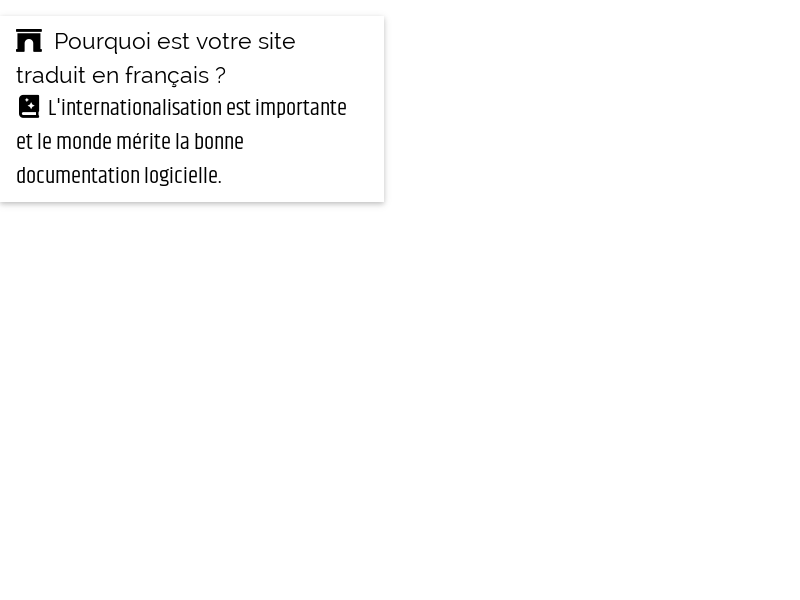 Pourquoi est votre site
traduit en français ?
L'internationalisation est importante
et le monde mérite la bonne
documentation logicielle.